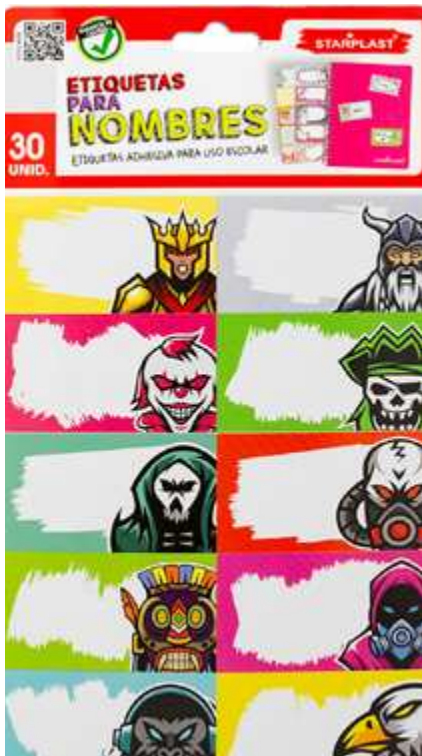 STARPLAST
ETIQUETAS
PARA
NOMBRES
ETIQUETAS ADHESIVA PARA USO ESCOLAR
30
UNID.